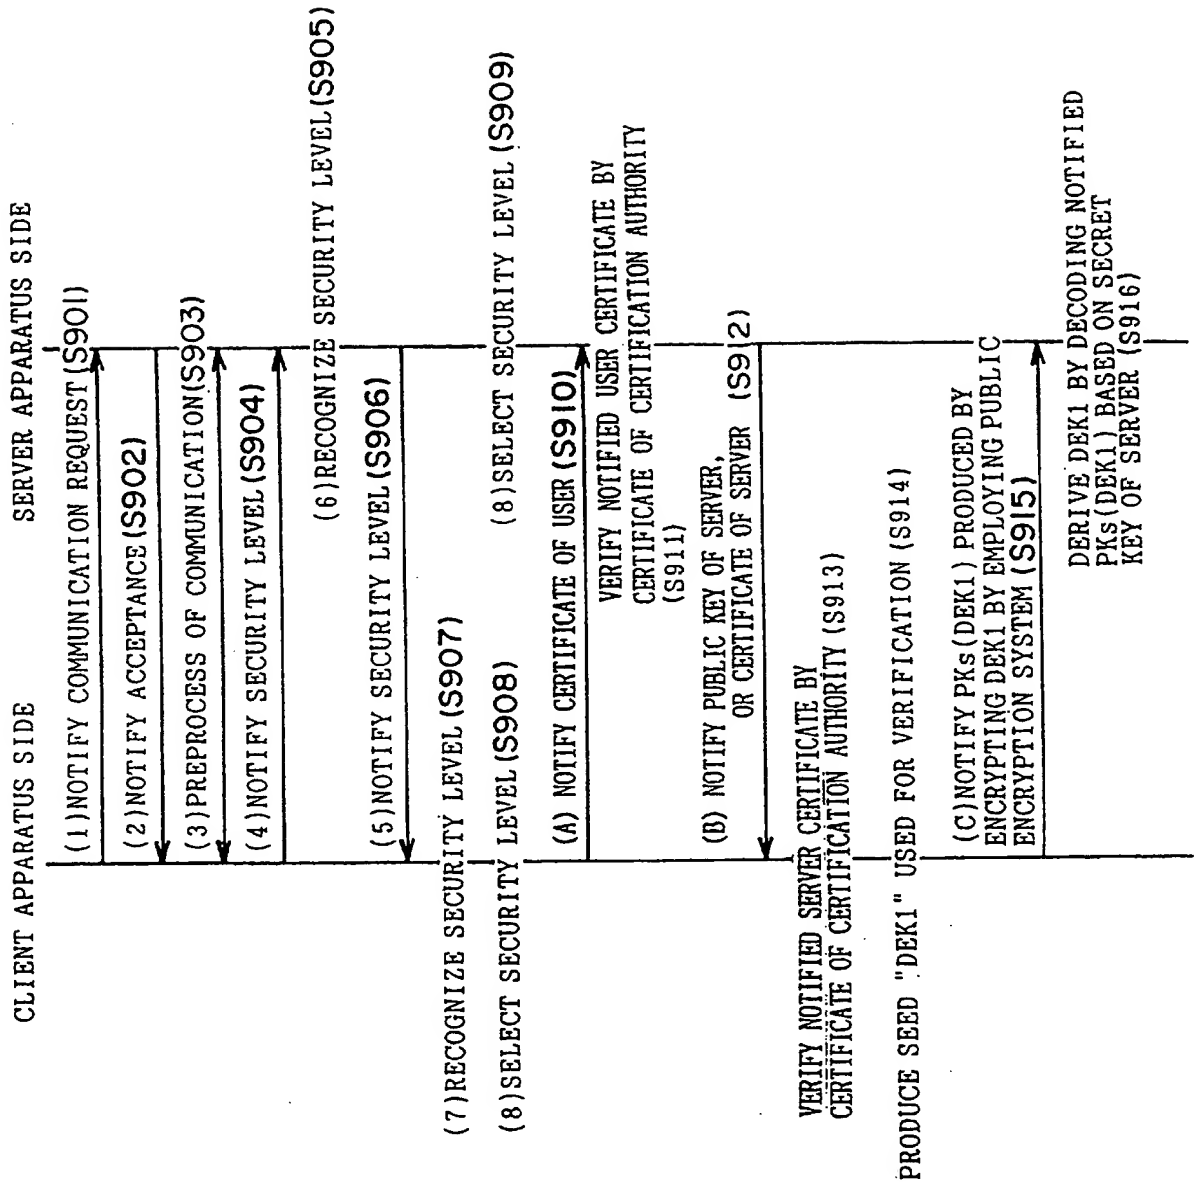 CLIENT APPARATUS SIDE
SERVER APPARATUS SIDE
(1)NOTIFY COMMUNICATION REQUEST(S901)
(2)NOTIFY ACCEPTANCE(S902)
(3)PREPROCESS OF COMMUNICATION(S903)
(4)NOTIFY SECURITY LEVEL(S904)
(6)RECOGNIZE SECURITY LEVEL(S905)
(5)NOTIFY SECURITY LEVEL(S906)
(7)RECOGNIZE SECURITY LEVEL(S907)
(8)SELECT SECURITY LEVEL(S908)
(8)SELECT SECURITY LEVEL(S909)
(A) NOTIFY CERTIFICATE OF USER(S910)
VERIFY NOTIFIED USER CERTIFICATE BY
CERTIFICATE OF CERTIFICATION AUTHORITY
(S911)
(B) NOTIFY PUBLIC KEY OF SERVER,
OR CERTIFICATE OF SERVER (S912)
VERIFY NOTIFIED SERVER CERTIFICATE BY
CERTIFICATE OF CERTIFICATION AUTHORITY (S913)
PRODUCE SEED "DEK1" USED FOR VERIFICATION (S914)
(C)NOTIFY PKs(DEK1) PRODUCED BY
ENCRYPTING DEK1 BY EMPLOYING PUBLIC
ENCRYPTION SYSTEM (S915)
DERIVE DEK1 BY DECODING NOTIFIED
PKs(DEK1) BASED ON SECRET
KEY OF SERVER (S916)